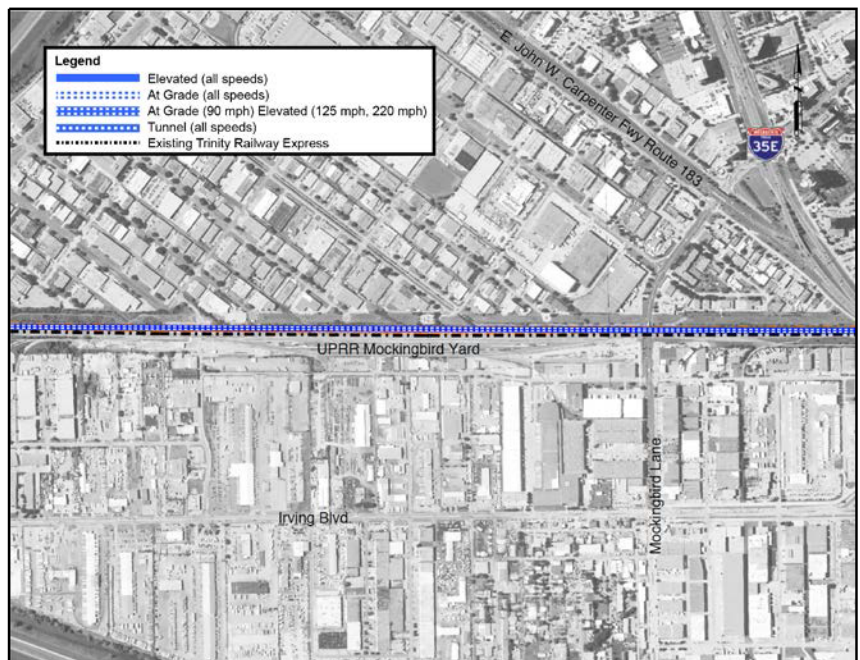 Legend
Elevated (all speeds)
At Grade (all speeds)
At Grade (90 mph) Elevated (125 mph, 220 mph)
Tunnel (all speeds)
Existing Trinity Railway Express
E. John W. Carpenter Fwy Route 183
35E
UPRR Mockingbird Yard
Irving Blvd.
Mockingbird Lane